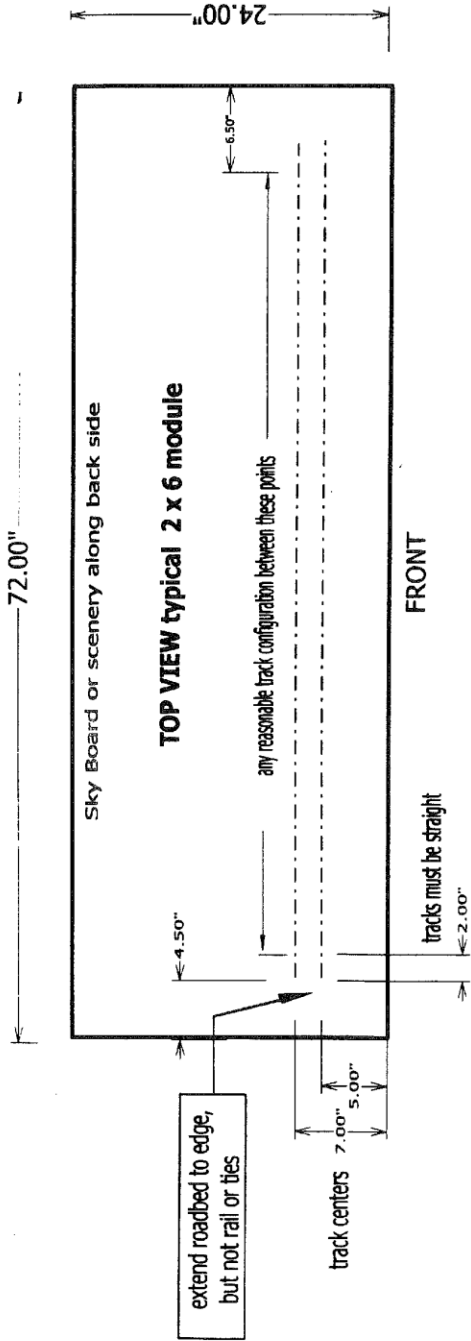 72.00"
24.00"
Sky Board or scenery along back side
TOP VIEW typical 2 x 6 module
4.50"
6.50"
any reasonable track configuration between these points
extend roadbed to edge,
but not rail or ties
track centers
7.00"
5.00"
FRONT
tracks must be straight
2.00"